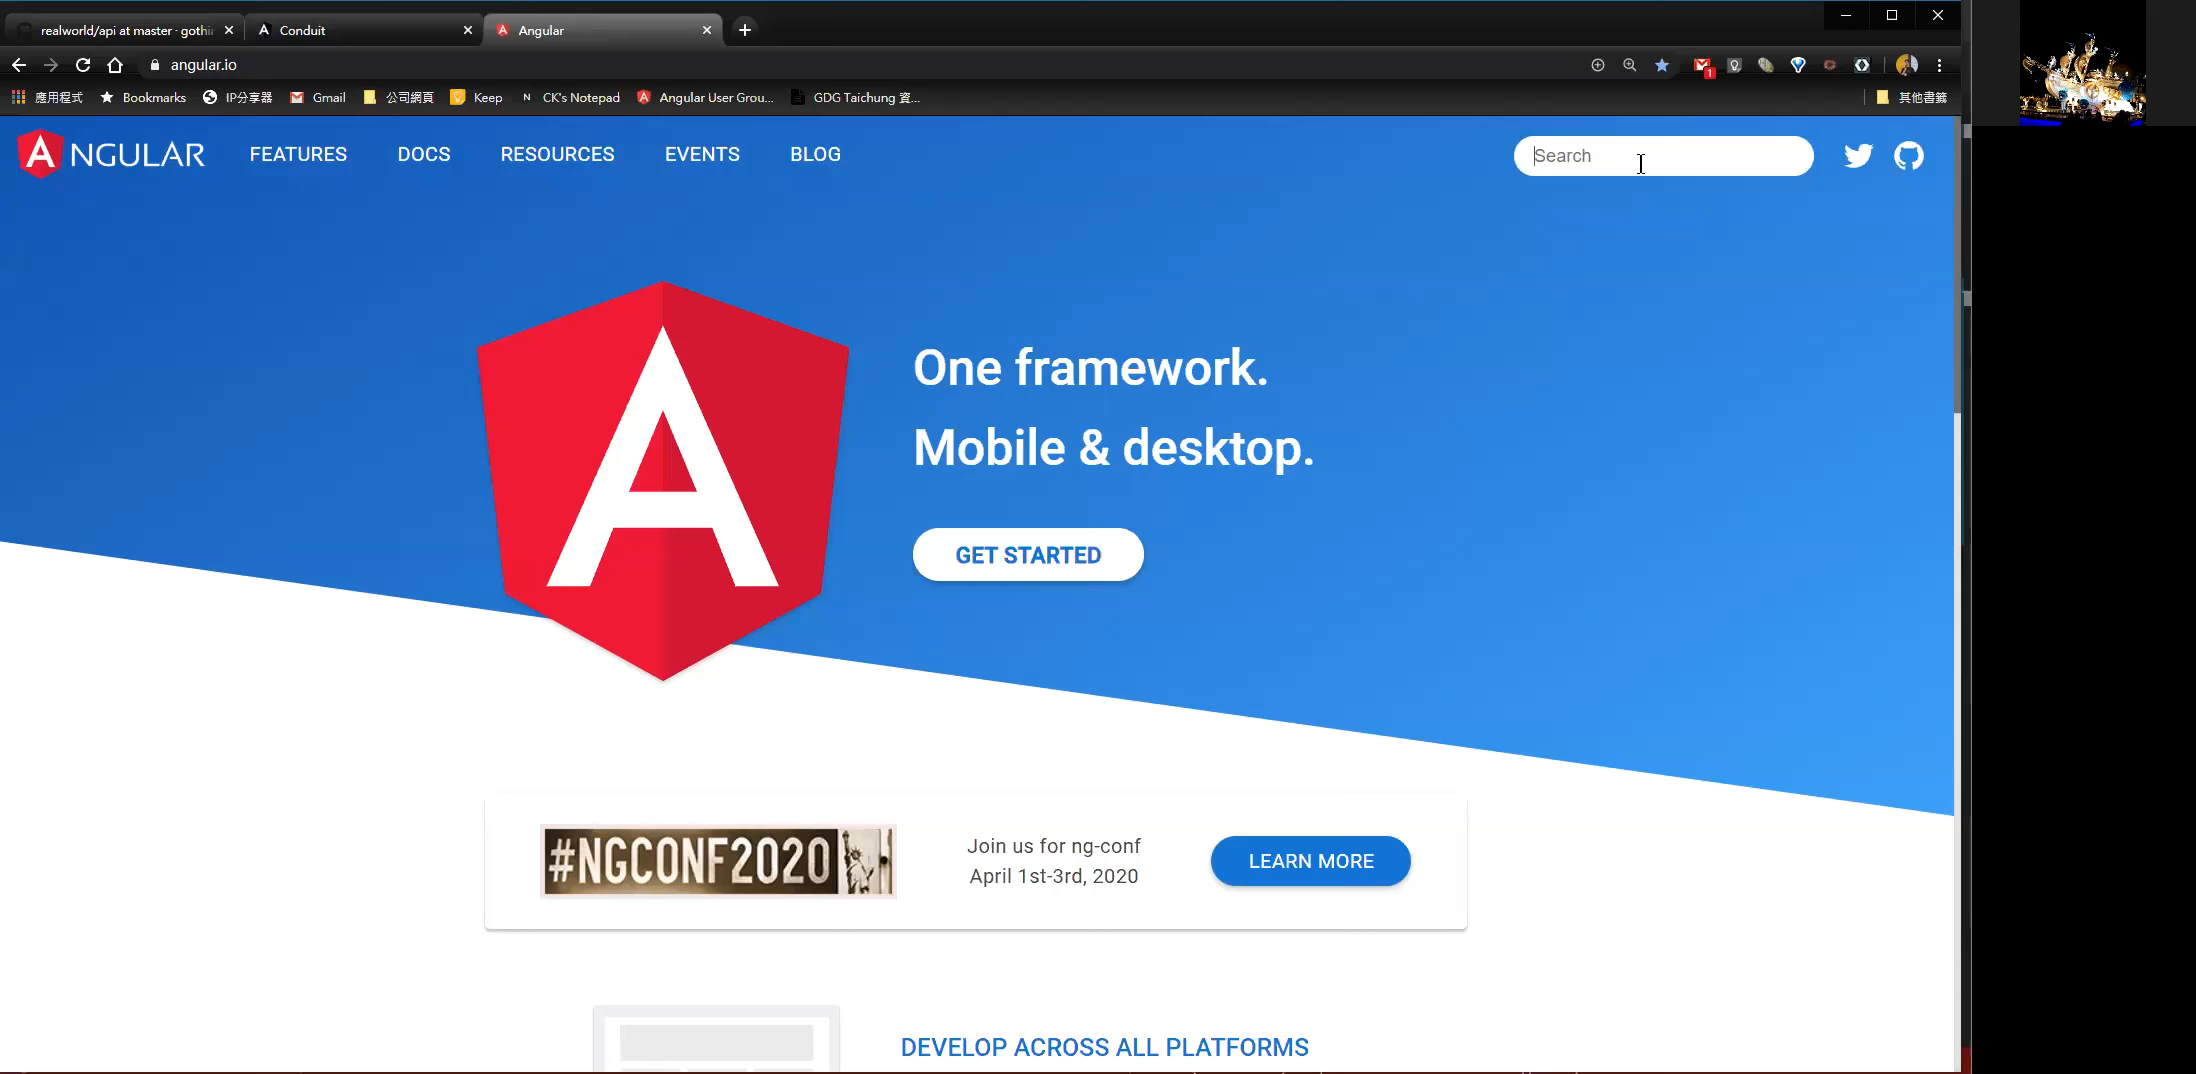 realworld/api at master · gothi
Conduit
Angular
angular.io
1
應用程式
Bookmarks
IP分享器
Gmail
公司網頁
Keep
N
CK's Notepad
Angular User Grou...
GDG Taichung 資...
其他書籤
ANGULAR
FEATURES
DOCS
RESOURCES
EVENTS
BLOG
Search
A
One framework.
Mobile & desktop.
GET STARTED
#NGCONF2020
Join us for ng-conf
April 1st-3rd, 2020
LEARN MORE
DEVELOP ACROSS ALL PLATFORMS